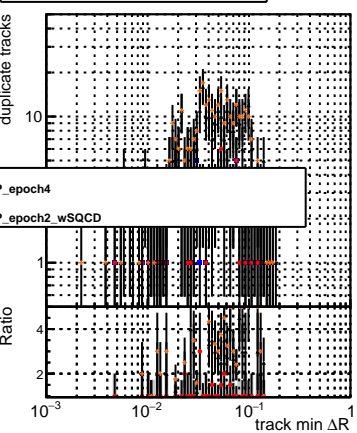 duplicate tracks
10
P_epoch4
P_epoch2_wSQCD
1
Ratio
4
2
10−3
10−2
10−1
1
track min ΔR